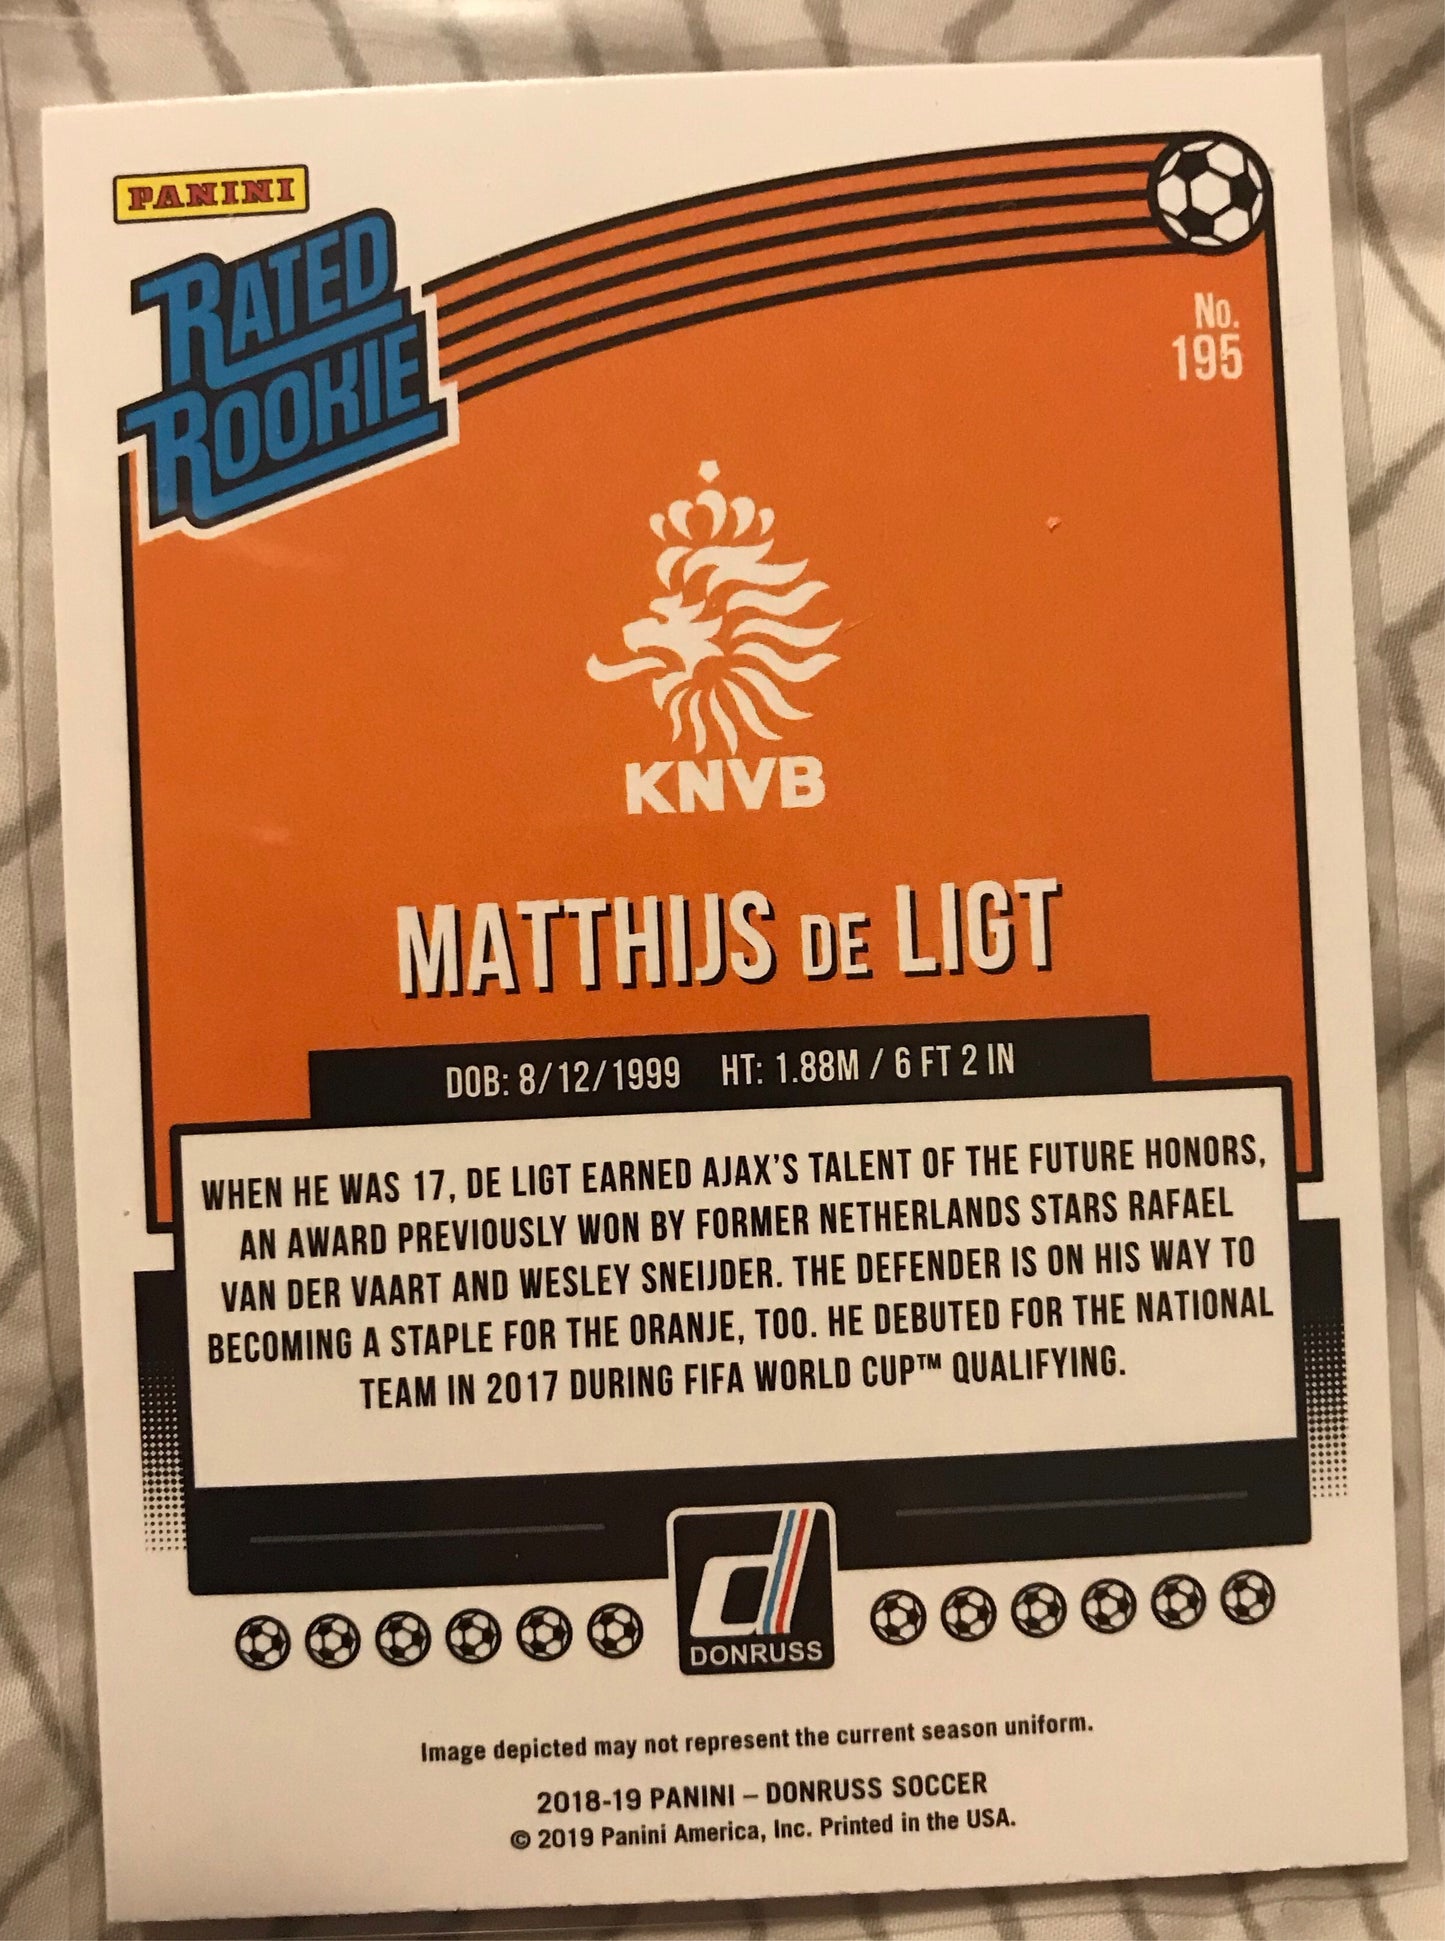 PANINI
RATED
ROOKIE
No.
195
KNVB
MATTHIJS DE LIGT
DOB: 8/12/1999 HT: 1.88M / 6 FT 2 IN
WHEN HE WAS 17, DE LIGT EARNED AJAX'S TALENT OF THE FUTURE HONORS,
AN AWARD PREVIOUSLY WON BY FORMER NETHERLANDS STARS RAFAEL
VAN DER VAART AND WESLEY SNEIJDER. THE DEFENDER IS ON HIS WAY TO
BECOMING A STAPLE FOR THE ORANJE, TOO. HE DEBUTED FOR THE NATIONAL
TEAM IN 2017 DURING FIFA WORLD CUP™ QUALIFYING.
d
DONRUSS
Image depicted may not represent the current season uniform.
2018-19 PANINI – DONRUSS SOCCER
© 2019 Panini America, Inc. Printed in the USA.